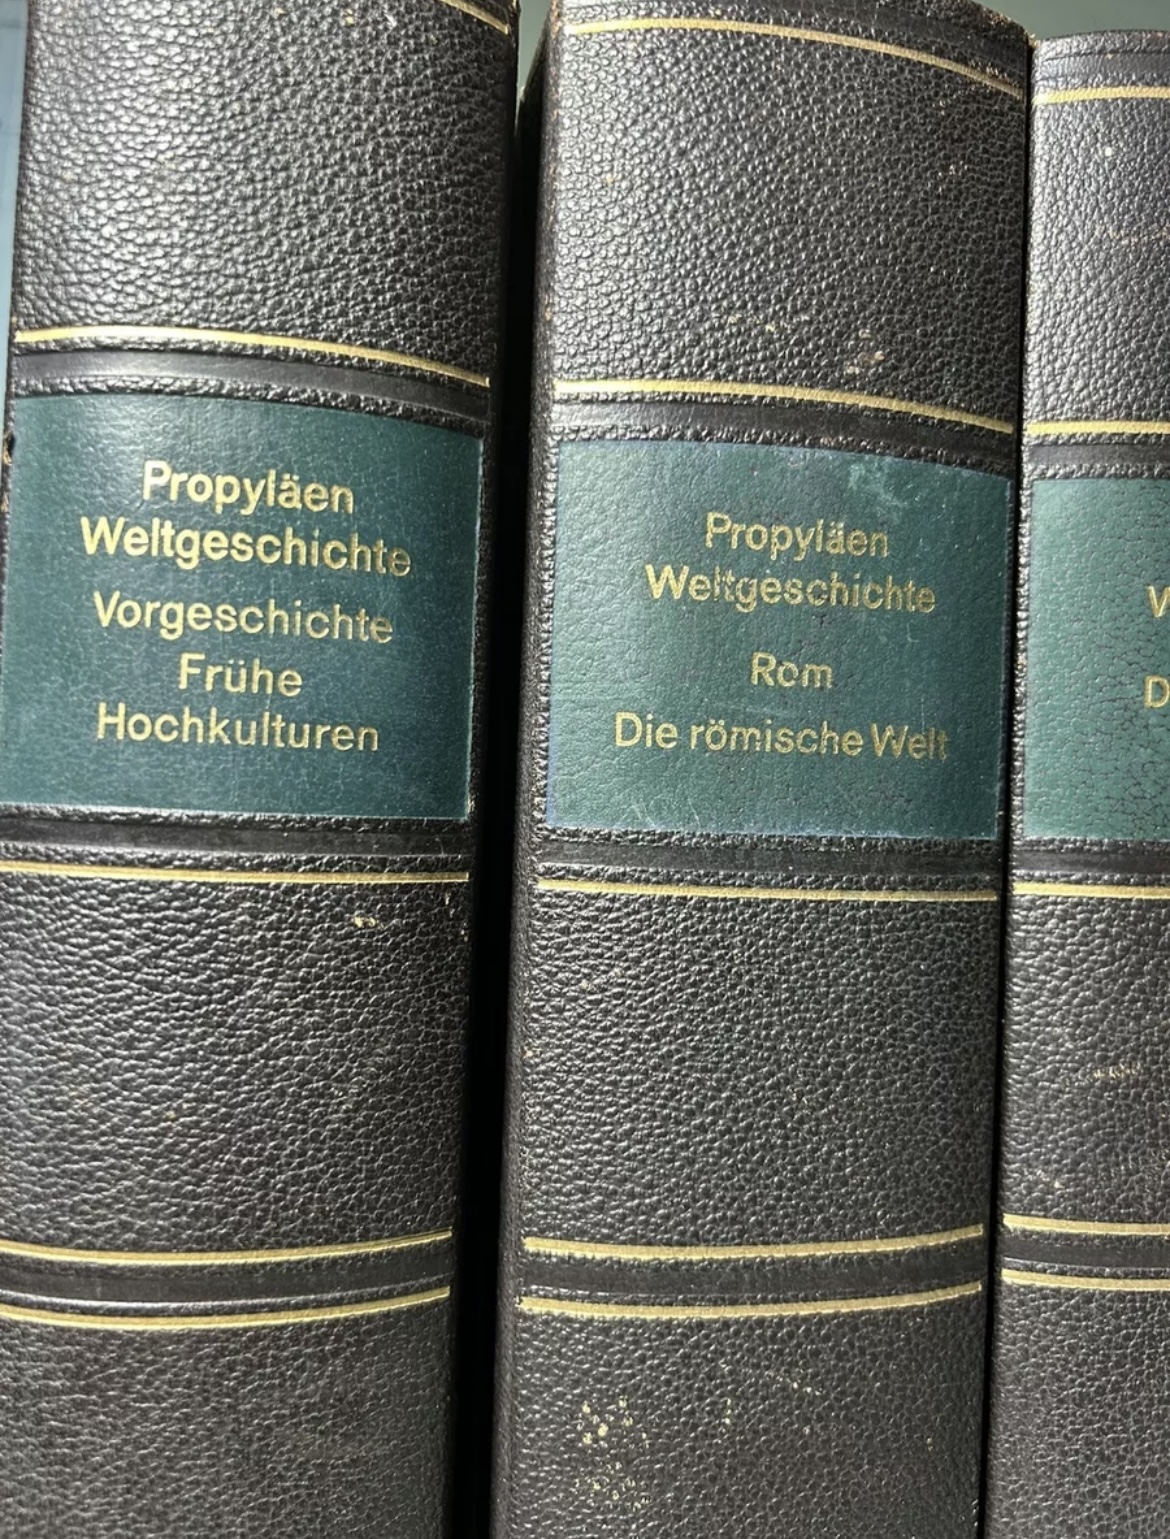 Propyläen
Weltgeschichte
Vorgeschichte
Frühe
Hochkulturen
Propyläen
Weltgeschichte
Rom
Die römische Welt